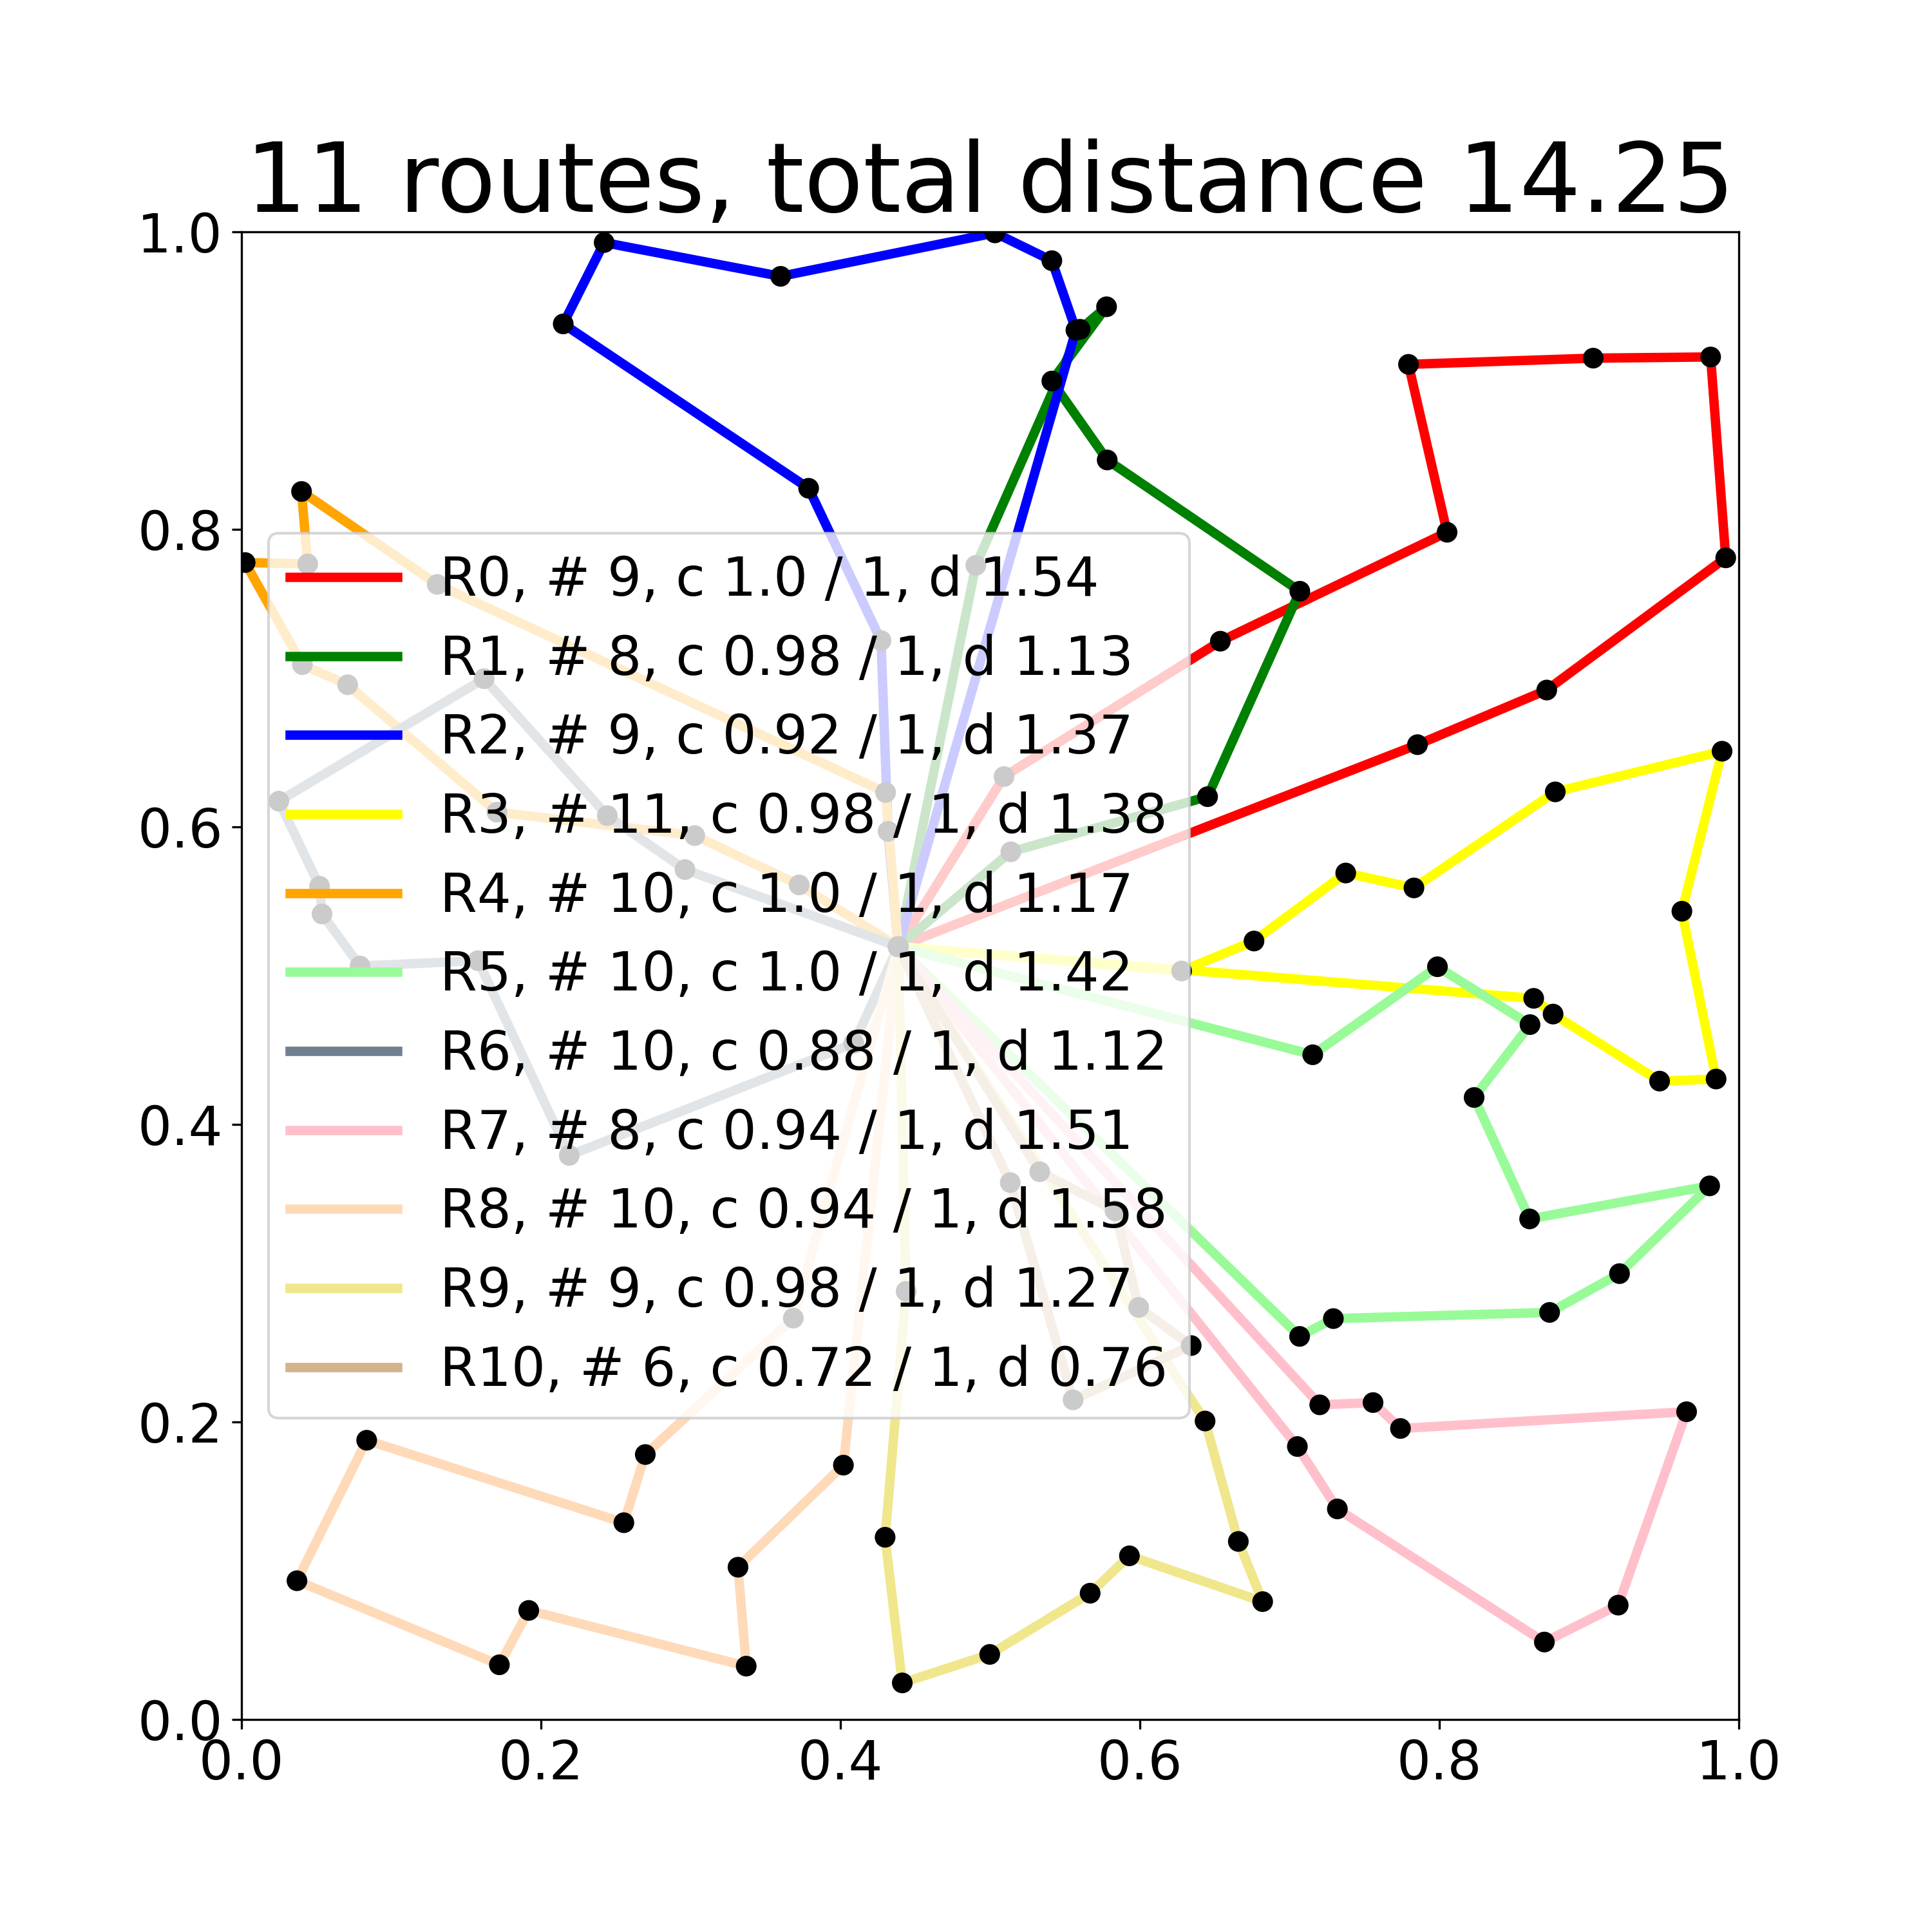 11 routes, total distance 14.25
1.0
0.8
0.6
0.4
0.2
0.0
R0, # 9, c 1.0 / 1, d 1.54
R1, # 8, c 0.98 / 1, d 1.13
R2, # 9, c 0.92 / 1, d 1.37
R3, # 11, c 0.98 / 1, d 1.38
R4, # 10, c 1.0 / 1, d 1.17
R5, # 10, c 1.0 / 1, d 1.42
R6, # 10, c 0.88 / 1, d 1.12
R7, # 8, c 0.94 / 1, d 1.51
R8, # 10, c 0.94 / 1, d 1.58
R9, # 9, c 0.98 / 1, d 1.27
R10, # 6, c 0.72 / 1, d 0.76
0.0 0.2 0.4 0.6 0.8 1.0